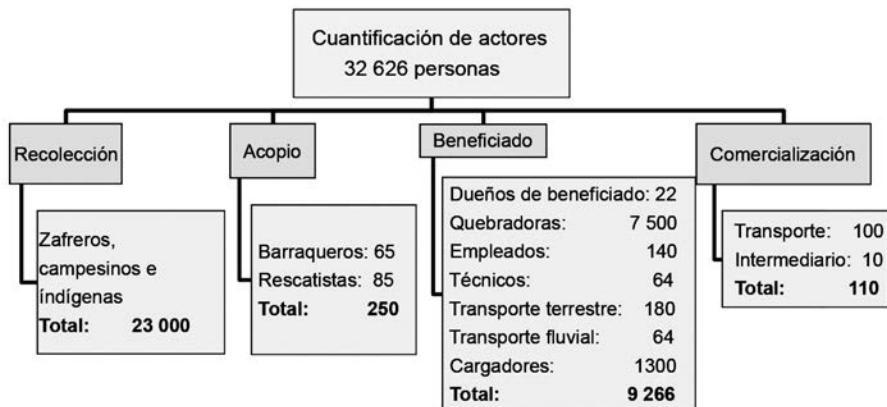 Cuantificación de actores
32 626 personas
Recolección
Zafreros,
campesinos e
índígenas
Total: 23 000
Acopio
Barraqueros: 65
Rescatistas: 85
Total: 250
Beneficiado
Dueños de beneficiado: 22
Quebradoras: 7 500
Empleados: 140
Técnicos: 64
Transporte terrestre: 180
Transporte fluvial: 64
Cargadores: 1300
Total: 9 266
Comercialización
Transporte: 100
Intermediario: 10
Total: 110